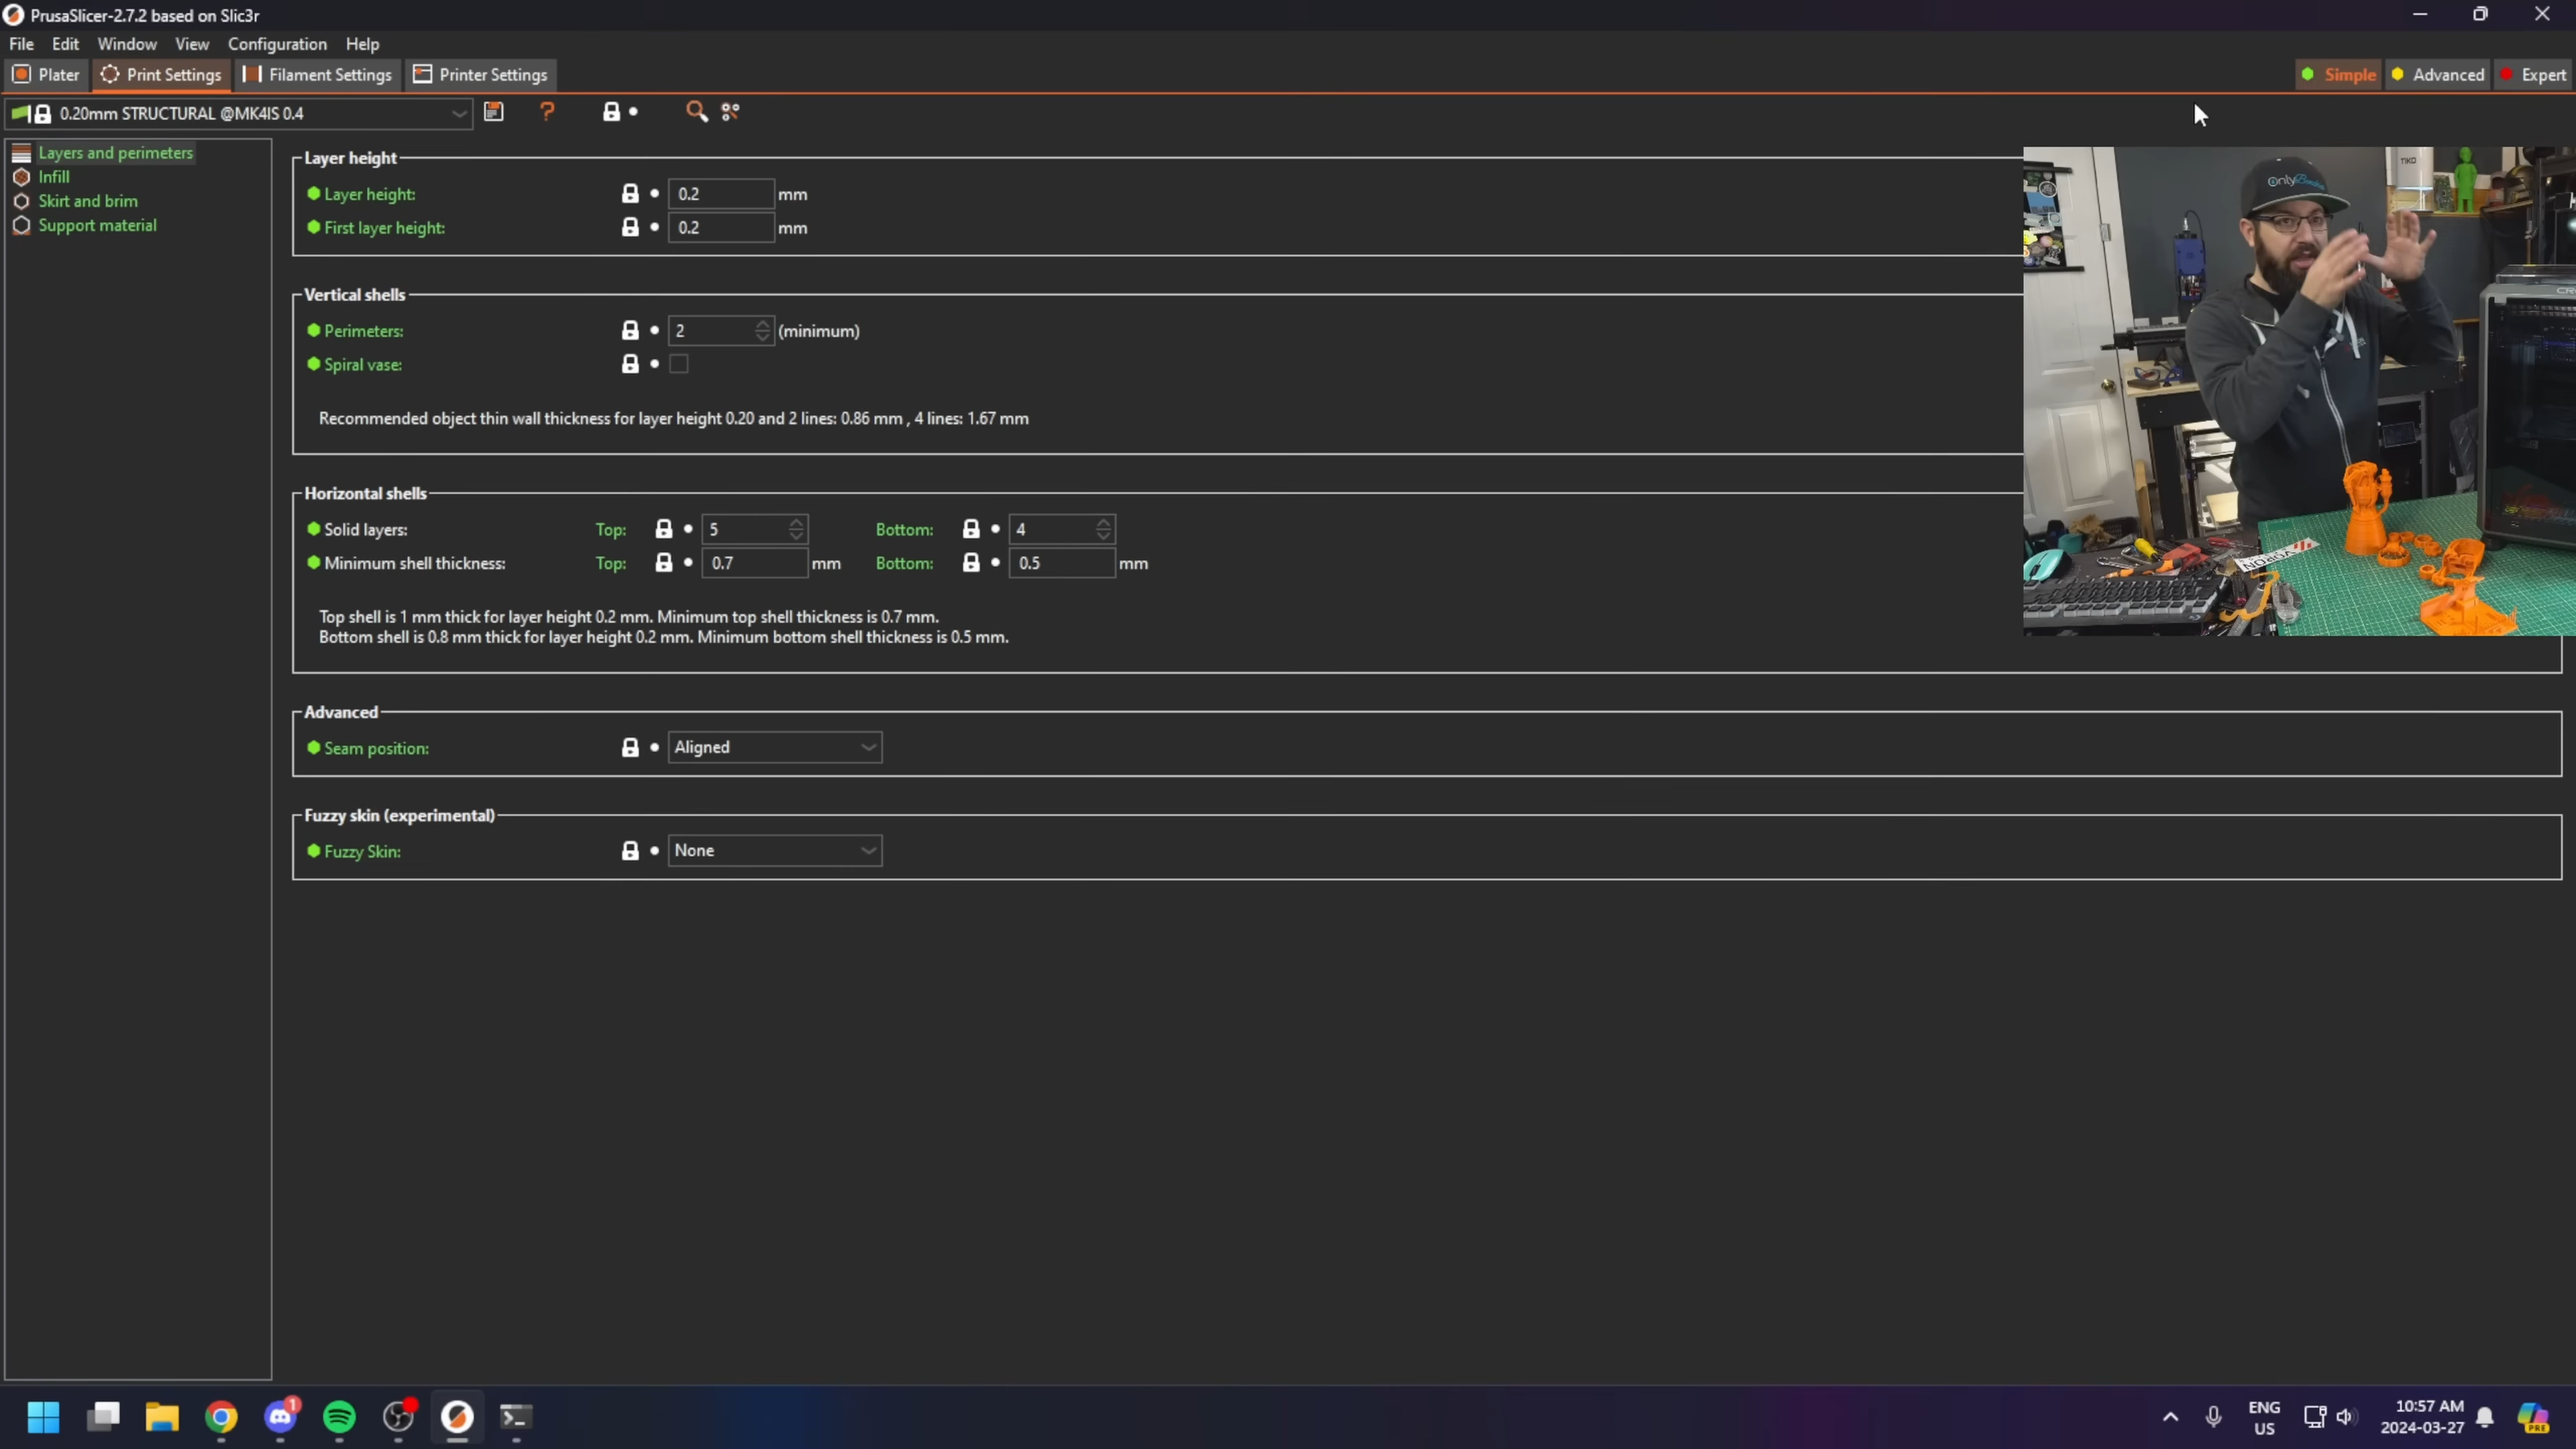 PrusaSlicer-2.7.2 based on Slic3r
File Edit Window View Configuration Help
Plater Print Settings Filament Settings Printer Settings Simple Advanced Expert
0.20mm STRUCTURAL @MK4IS 0.4 ?
Layers and perimeters
Infill
Skirt and brim
Support material
Layer height
Layer height: 0.2 mm
First layer height: 0.2 mm
Vertical shells
Perimeters: 2 (minimum)
Spiral vase:
Recommended object thin wall thickness for layer height 0.20 and 2 lines: 0.86 mm , 4 lines: 1.67 mm
Horizontal shells
Solid layers: Top: 5 Bottom: 4
Minimum shell thickness: Top: 0.7 mm Bottom: 0.5 mm
Top shell is 1 mm thick for layer height 0.2 mm. Minimum top shell thickness is 0.7 mm.
Bottom shell is 0.8 mm thick for layer height 0.2 mm. Minimum bottom shell thickness is 0.5 mm.
Advanced
Seam position: Aligned
Fuzzy skin (experimental)
Fuzzy Skin: None
TIKO
VORON
1
ENG
US
10:57 AM
2024-03-27
PRE